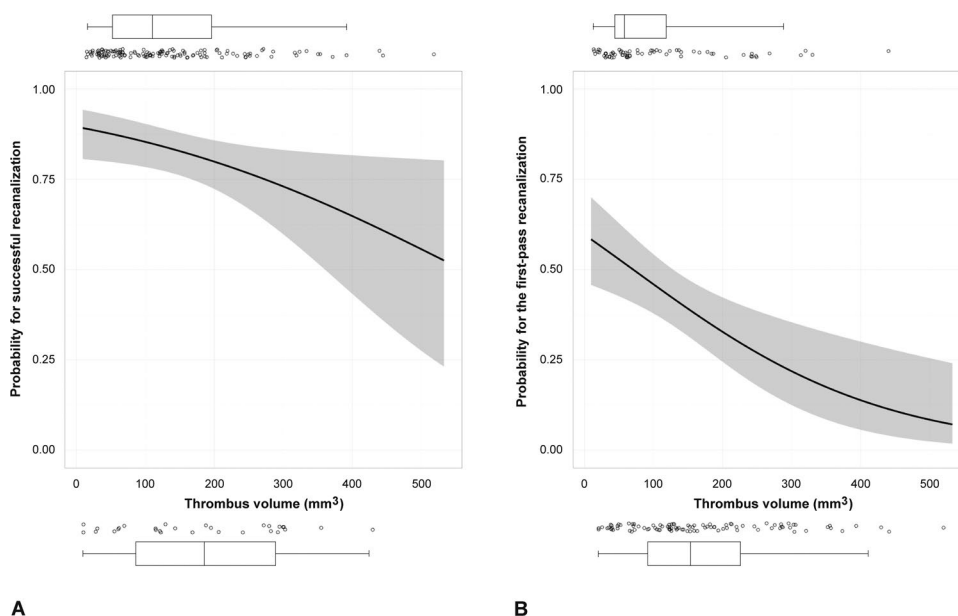 Probability for successful recanalization
1.00
0.75
0.50
0.25
0.00
0 100 200 300 400 500
Thrombus volume (mm³)
A
Probability for the first-pass recanalization
1.00
0.75
0.50
0.25
0.00
0 100 200 300 400 500
Thrombus volume (mm³)
B